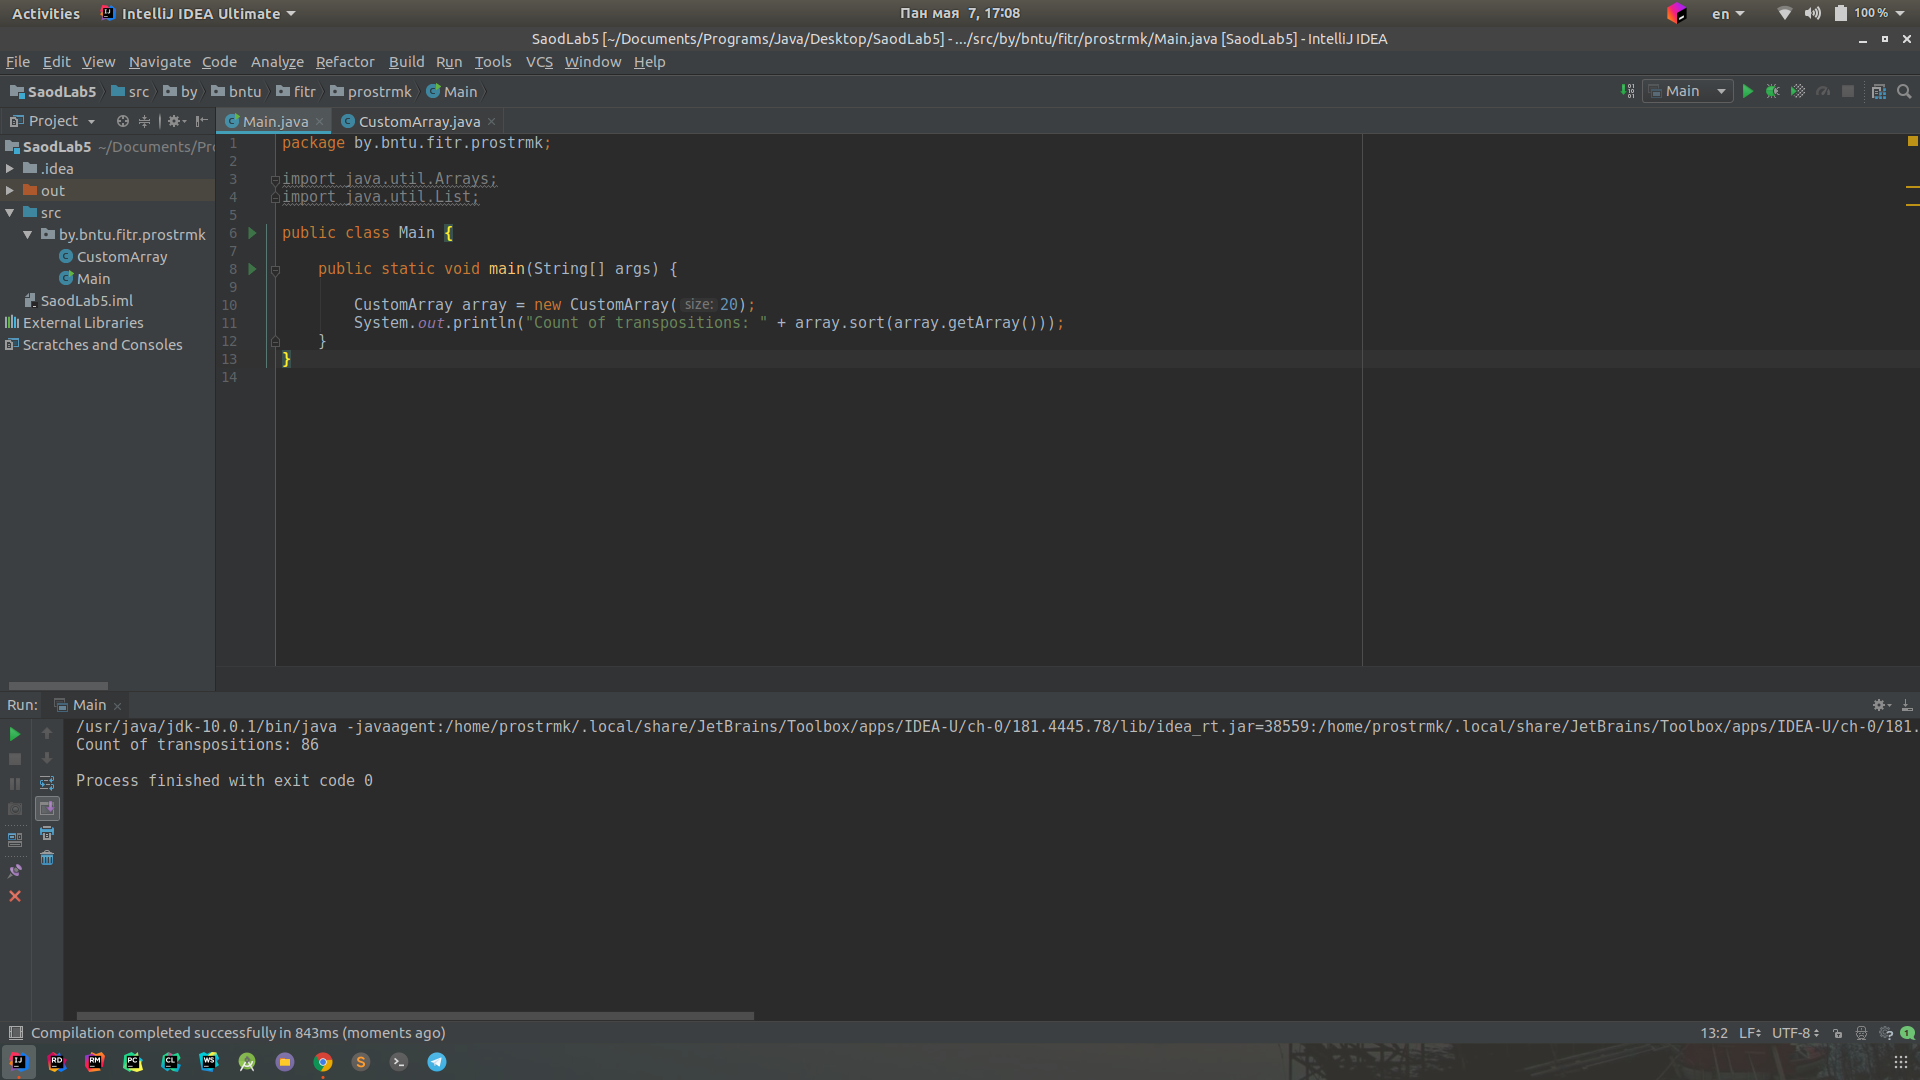 Activities IntelliJ IDEA Ultimate Пан мая 7, 17:08 en 100 %
SaodLab5 [~/Documents/Programs/Java/Desktop/SaodLab5] - .../src/by/bntu/fitr/prostrmk/Main.java [SaodLab5] - IntelliJ IDEA
File Edit View Navigate Code Analyze Refactor Build Run Tools VCS Window Help
SaodLab5 src by bntu fitr prostrmk Main Main
Project Main.java CustomArray.java
SaodLab5 ~/Documents/Pr
.idea
out
src
by.bntu.fitr.prostrmk
CustomArray
Main
SaodLab5.iml
External Libraries
Scratches and Consoles
1 package by.bntu.fitr.prostrmk;
2
3 import java.util.Arrays;
4 import java.util.List;
5
6 public class Main {
7
8 public static void main(String[] args) {
9
10 CustomArray array = new CustomArray( size: 20);
11 System.out.println("Count of transpositions: " + array.sort(array.getArray()));
12 }
13 }
14
Run: Main
/usr/java/jdk-10.0.1/bin/java -javaagent:/home/prostrmk/.local/share/JetBrains/Toolbox/apps/IDEA-U/ch-0/181.4445.78/lib/idea_rt.jar=38559:/home/prostrmk/.local/share/JetBrains/Toolbox/apps/IDEA-U/ch-0/181.
Count of transpositions: 86
Process finished with exit code 0
Compilation completed successfully in 843ms (moments ago) 13:2 LF UTF-8 1
IJ RD RM PC CL WS S